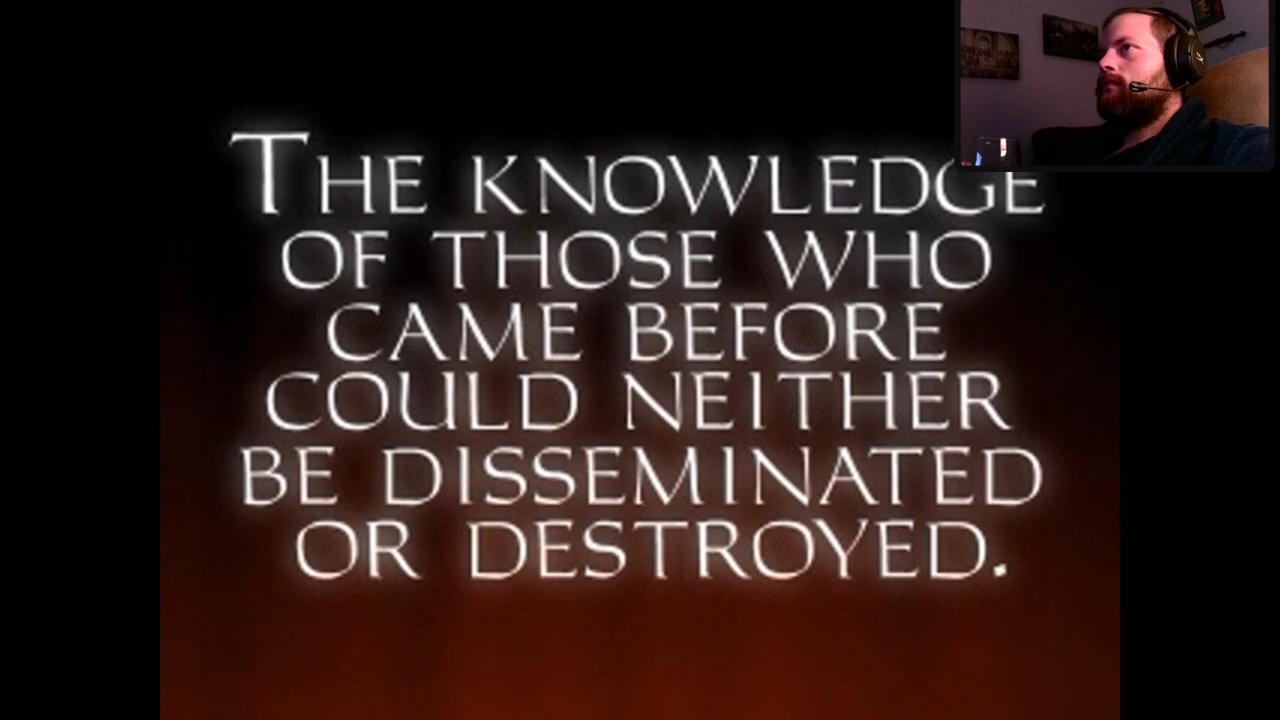 THE KNOWLEDGE
OF THOSE WHO
CAME BEFORE
COULD NEITHER
BE DISSEMINATED
OR DESTROYED.